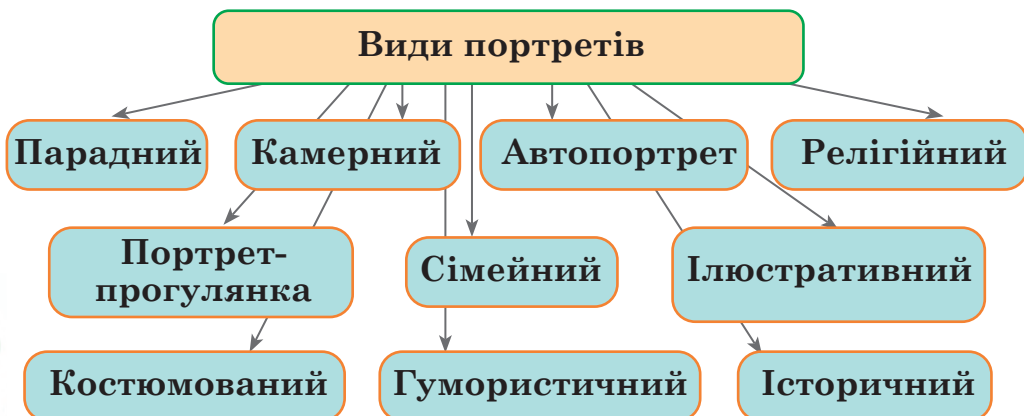 Види портретів
Парадний
Камерний
Автопортрет
Релігійний
Портрет-
прогулянка
Сімейний
Ілюстративний
Костюмований
Гумористичний
Історичний